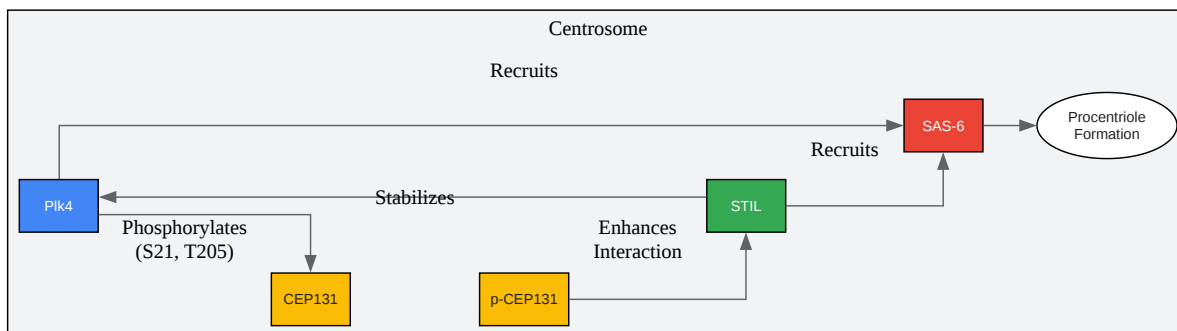 Centrosome
Recruits
SAS-6
Procentriole
Formation
Recruits
Plk4
Stabilizes
STIL
Phosphorylates
(S21, T205)
Enhances
Interaction
CEP131
p-CEP131